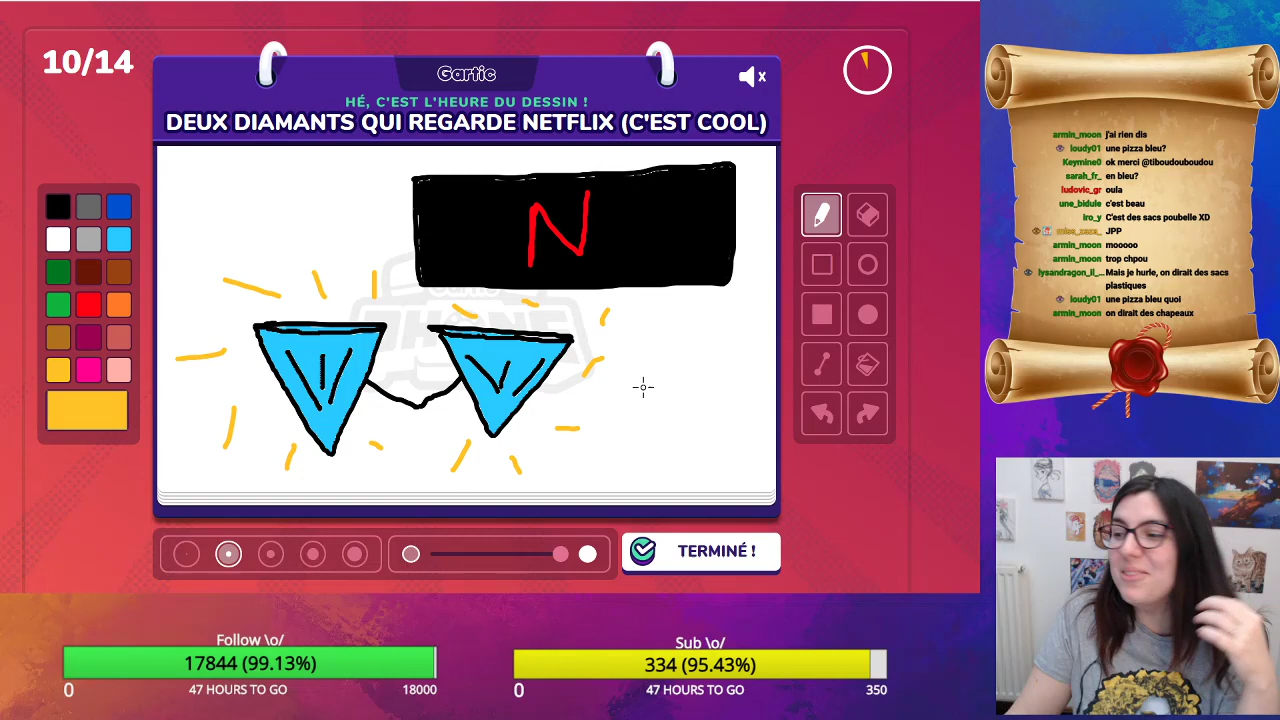 10/14
Gartic
HÉ, C'EST L'HEURE DU DESSIN !
DEUX DIAMANTS QUI REGARDE NETFLIX (C'EST COOL)
N
TERMINÉ !
armin_moon j'ai rien dis
loudy01 une pizza bleu?
Keymine0 ok merci @tiboudouboudou
sarah_fr_ en bleu?
ludovic_gr oula
une_bidule c'est beau
iro_y C'est des sacs poubelle XD
miss_zaza_ JPP
armin_moon mooooo
armin_moon trop chpou
lysandragon_il_... Mais je hurle, on dirait des sacs
plastiques
loudy01 une pizza bleu quoi
armin_moon on dirait des chapeaux
Follow \o/
17844 (99.13%)
0 47 HOURS TO GO 18000
Sub \o/
334 (95.43%)
0 47 HOURS TO GO 350